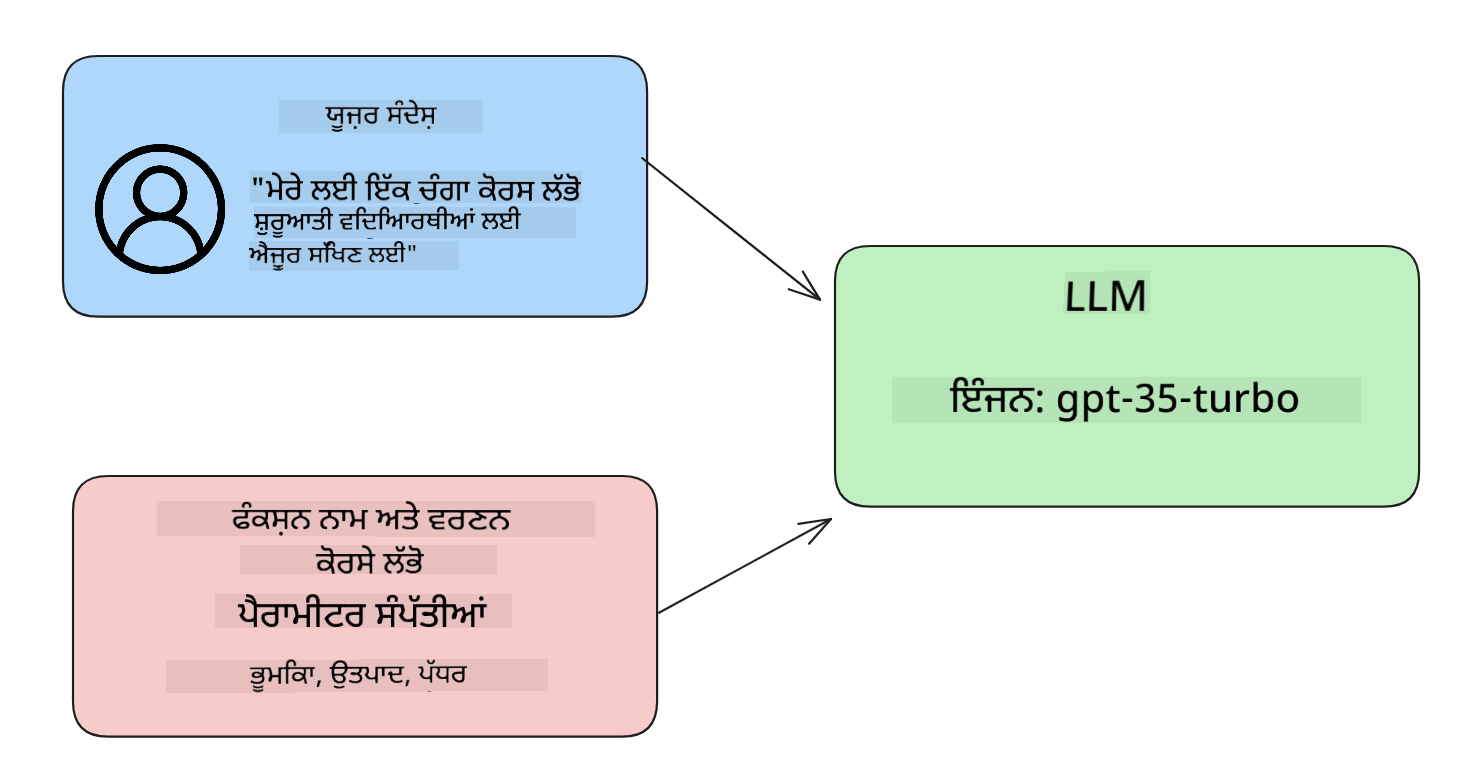 ਯੂਜ਼ਰ ਸੰਦੇਸ਼
"ਮੇਰੇ ਲਈ ਇੱਕ ਚੰਗਾ ਕੋਰਸ ਲੱਭੋ
ਸ਼ੁਰੂਆਤੀ ਵਿਦਿਆਰਥੀਆਂ ਲਈ
ਐਜੂਰ ਸਿੱਖਣ ਲਈ"
LLM
ਇੰਜਨ: gpt-35-turbo
ਫੰਕਸ਼ਨ ਨਾਮ ਅਤੇ ਵਰਣਨ
ਕੋਰਸੇ ਲੱਭੋ
ਪੈਰਾਮੀਟਰ ਸੰਪੱਤੀਆਂ
ਭੂਮਿਕਾ, ਉਤਪਾਦ, ਪੱਧਰ